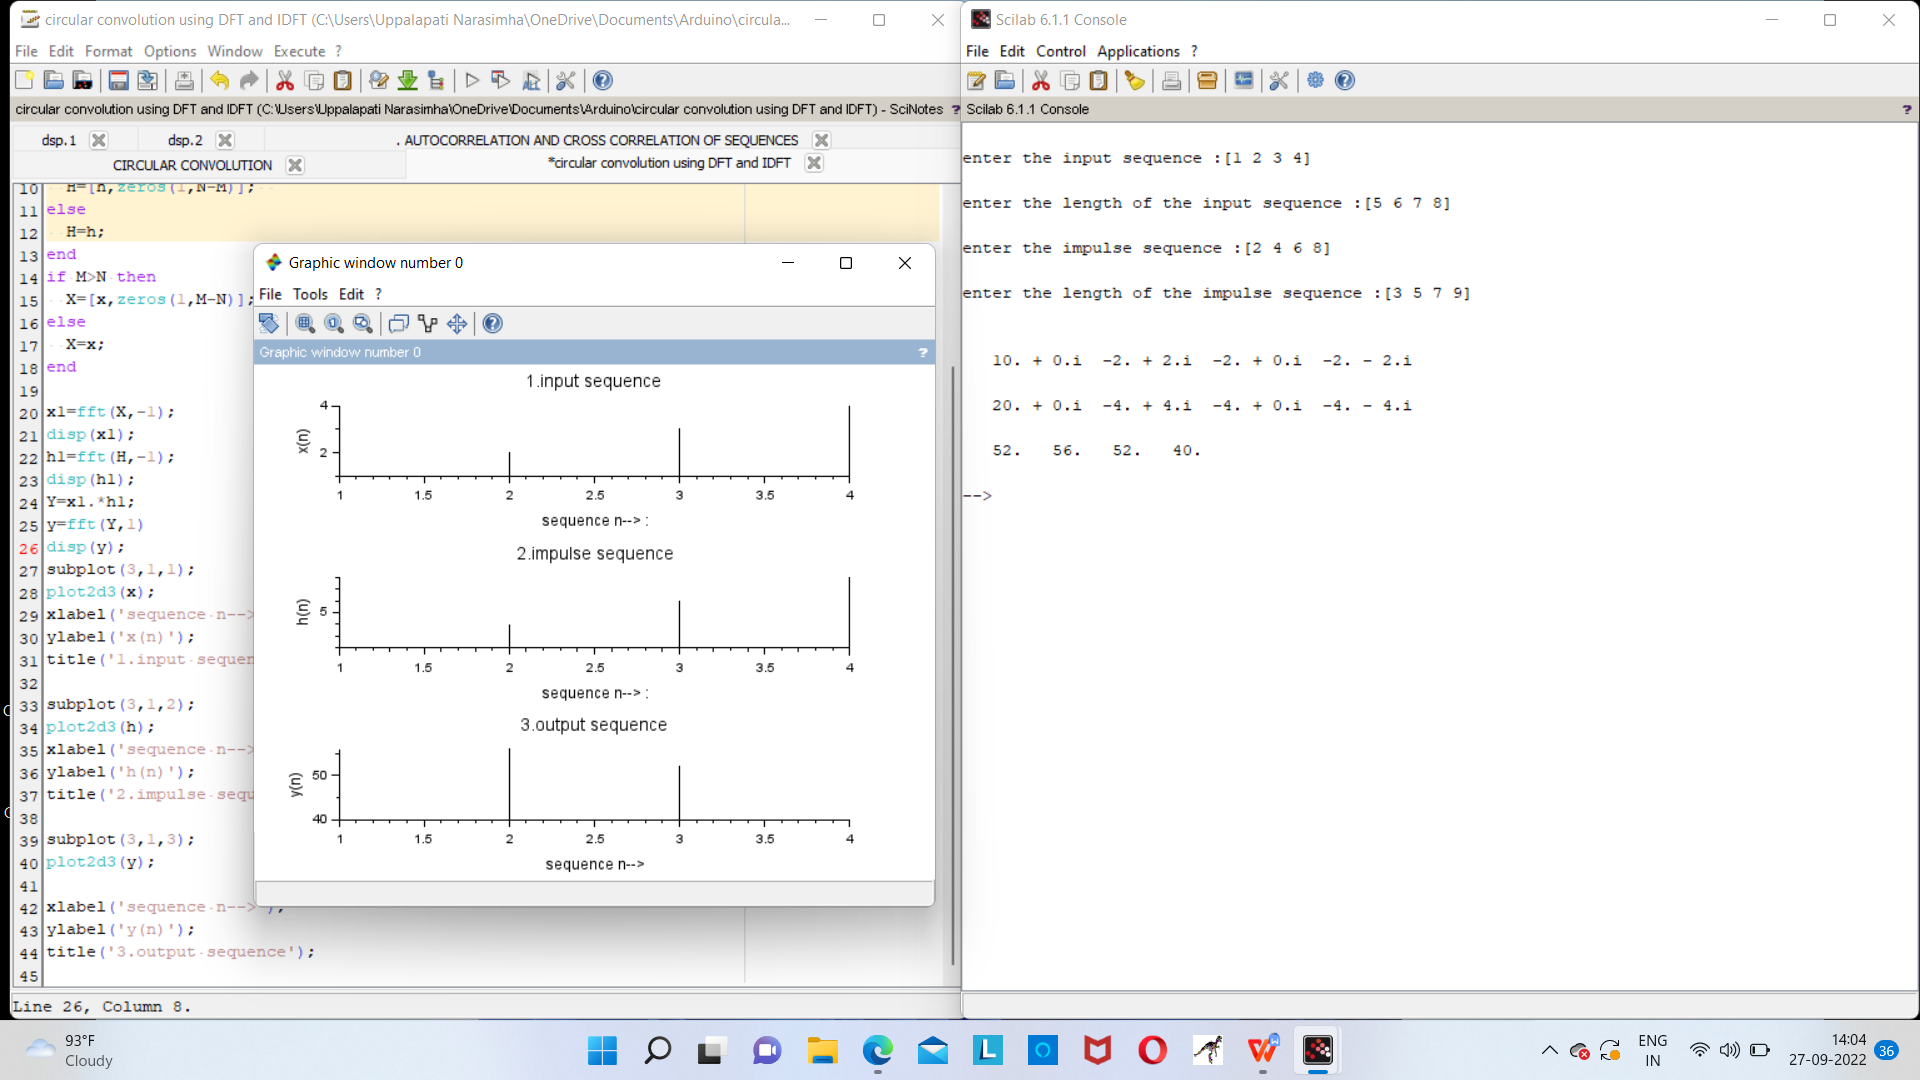 circular convolution using DFT and IDFT (C:\Users\Uppalapati Narasimha\OneDrive\Documents\Arduino\circula...
File Edit Format Options Window Execute ?
circular convolution using DFT and IDFT (C:\Users\Uppalapati Narasimha\OneDrive\Documents\Arduino\circular convolution using DFT and IDFT) - SciNotes ?
dsp.1 dsp.2 . AUTOCORRELATION AND CROSS CORRELATION OF SEQUENCES
CIRCULAR CONVOLUTION *circular convolution using DFT and IDFT
10 H=[h,zeros(1,N-M)];
11 else
12 H=h;
13 end
14 if M>N then
15 X=[x,zeros(1,M-N)];
16 else
17 X=x;
18 end
19
20 x1=fft(X,-1);
21 disp(x1);
22 h1=fft(H,-1);
23 disp(h1);
24 Y=x1.*h1;
25 y=fft(Y,1)
26 disp(y);
27 subplot(3,1,1);
28 plot2d3(x);
29 xlabel('sequence n-->
30 ylabel('x(n)');
31 title('1.input sequen
32
33 subplot(3,1,2);
34 plot2d3(h);
35 xlabel('sequence n-->
36 ylabel('h(n)');
37 title('2.impulse sequ
38
39 subplot(3,1,3);
40 plot2d3(y);
41
42 xlabel('sequence n--> ');
43 ylabel('y(n)');
44 title('3.output sequence');
45
Line 26, Column 8.
Graphic window number 0
File Tools Edit ?
Graphic window number 0 ?
1.input sequence
x(n)
4
2
1 1.5 2 2.5 3 3.5 4
sequence n--> :
2.impulse sequence
h(n)
5
1 1.5 2 2.5 3 3.5 4
sequence n--> :
3.output sequence
y(n)
50
40
1 1.5 2 2.5 3 3.5 4
sequence n-->
Scilab 6.1.1 Console
File Edit Control Applications ?
Scilab 6.1.1 Console ?
enter the input sequence :[1 2 3 4]
enter the length of the input sequence :[5 6 7 8]
enter the impulse sequence :[2 4 6 8]
enter the length of the impulse sequence :[3 5 7 9]
10. + 0.i -2. + 2.i -2. + 0.i -2. - 2.i
20. + 0.i -4. + 4.i -4. + 0.i -4. - 4.i
52. 56. 52. 40.
-->
93°F
Cloudy
ENG
IN
14:04
27-09-2022
36